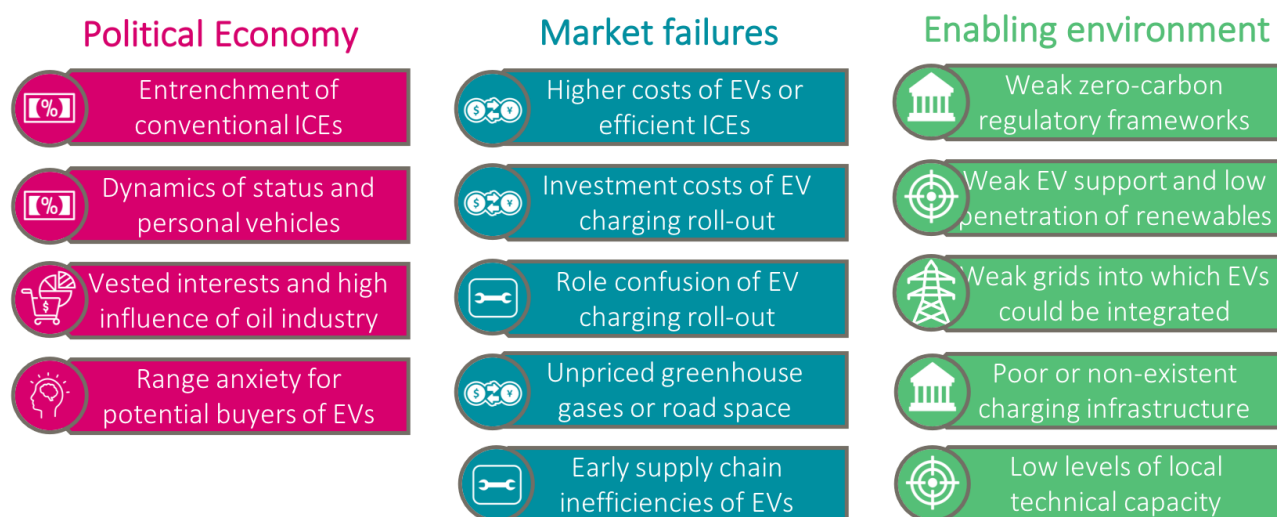 Political Economy
Entrenchment of
conventional ICEs
Dynamics of status and
personal vehicles
Vested interests and high
influence of oil industry
Range anxiety for
potential buyers of EVs
Market failures
Higher costs of EVs or
efficient ICEs
Investment costs of EV
charging roll-out
Role confusion of EV
charging roll-out
Unpriced greenhouse
gases or road space
Early supply chain
inefficiencies of EVs
Enabling environment
Weak zero-carbon
regulatory frameworks
Weak EV support and low
penetration of renewables
Weak grids into which EVs
could be integrated
Poor or non-existent
charging infrastructure
Low levels of local
technical capacity